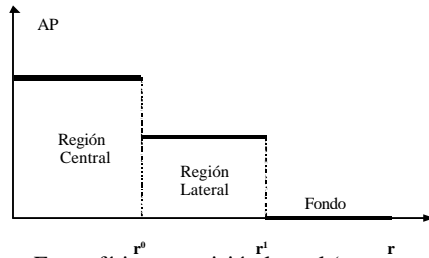 AP
Región
Central
Región
Lateral
Fondo
r⁰
r¹
r